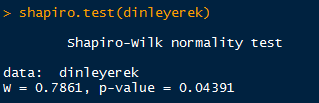 > shapiro.test(dinleyerek)
Shapiro-Wilk normality test
data:  dinleyerek
W = 0.7861, p-value = 0.04391